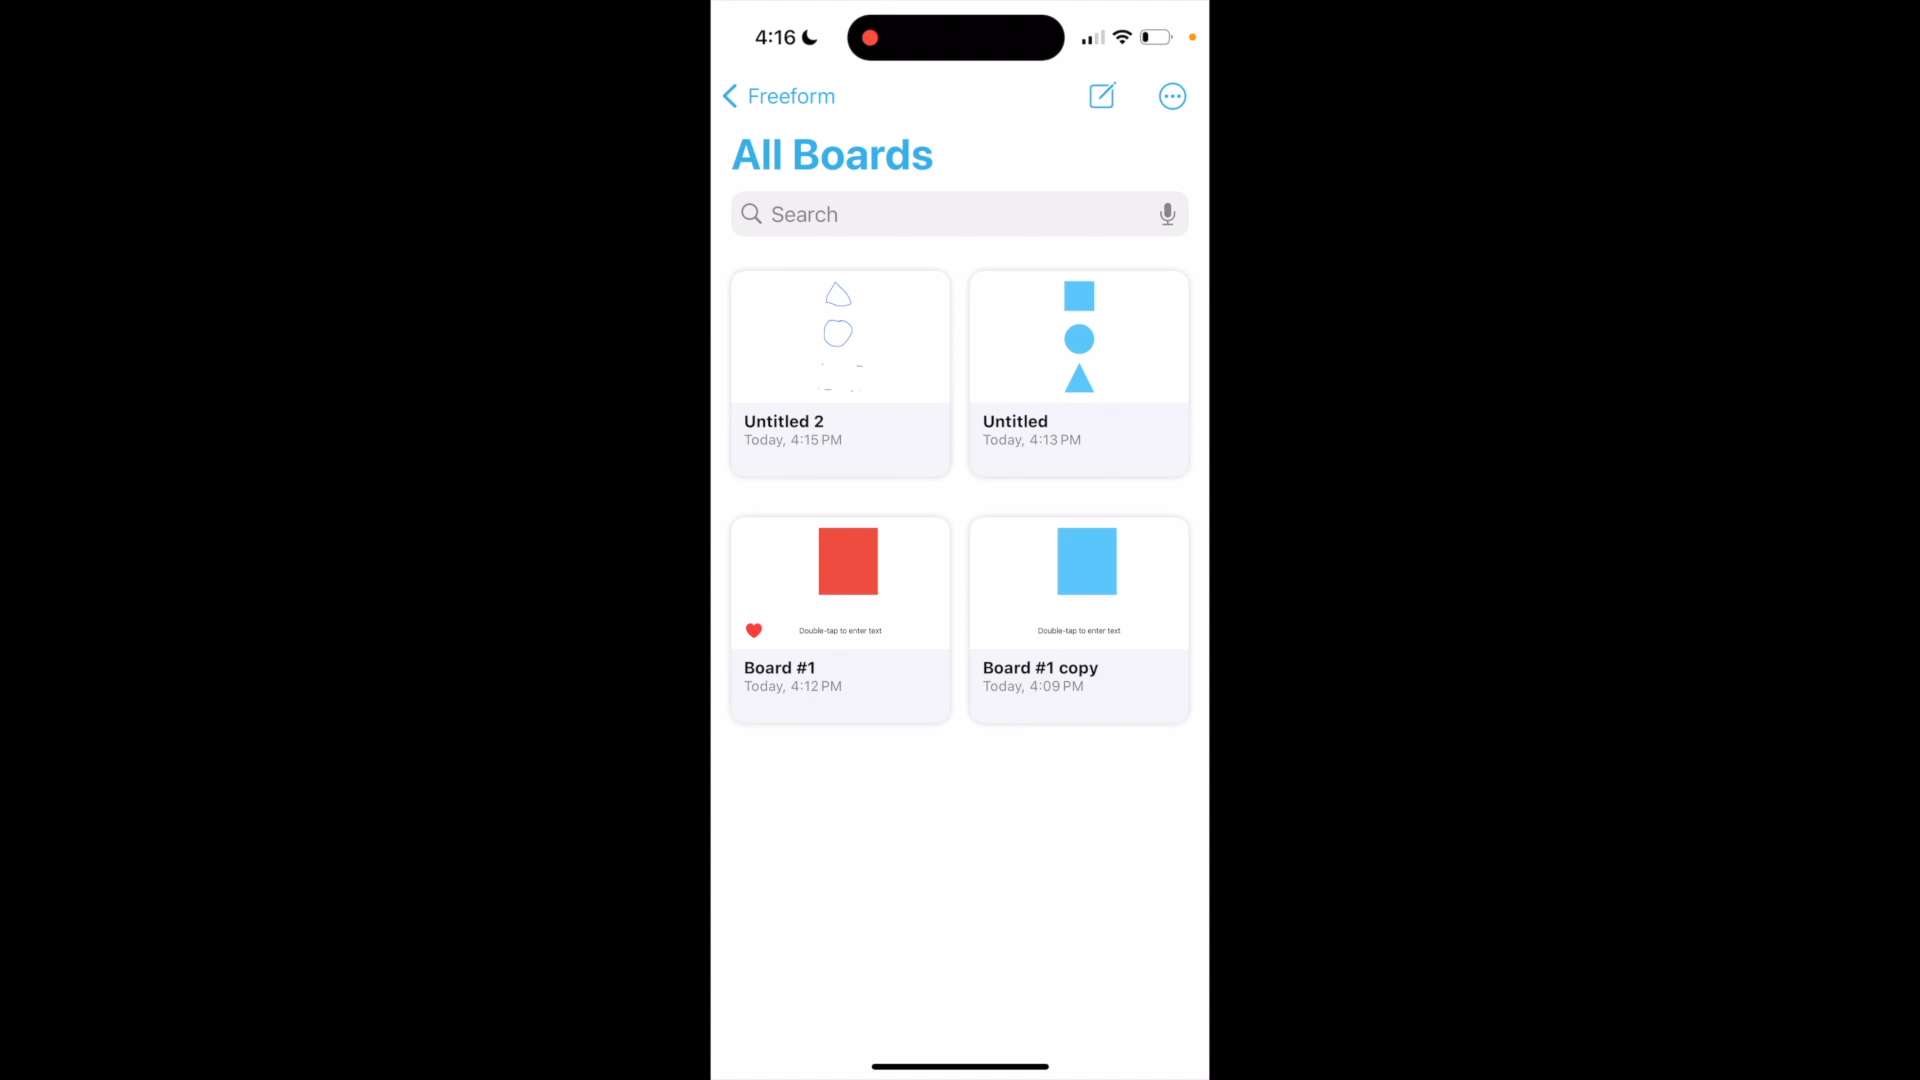 4:16
Freeform
All Boards
Search
Untitled 2
Today, 4:15 PM
Untitled
Today, 4:13 PM
Double-tap to enter text
Board #1
Today, 4:12 PM
Double-tap to enter text
Board #1 copy
Today, 4:09 PM